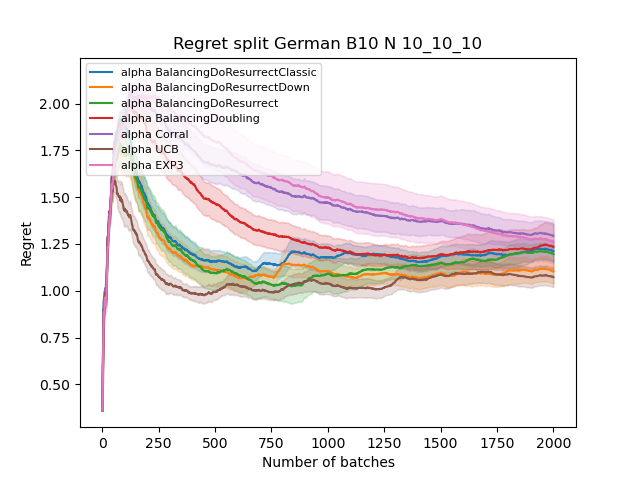 Regret split German B10 N 10_10_10
alpha BalancingDoResurrectClassic
alpha BalancingDoResurrectDown
alpha BalancingDoResurrect
alpha BalancingDoubling
alpha Corral
alpha UCB
alpha EXP3
Regret
2.00
1.75
1.50
1.25
1.00
0.75
0.50
0
250
500
750
1000
1250
1500
1750
2000
Number of batches